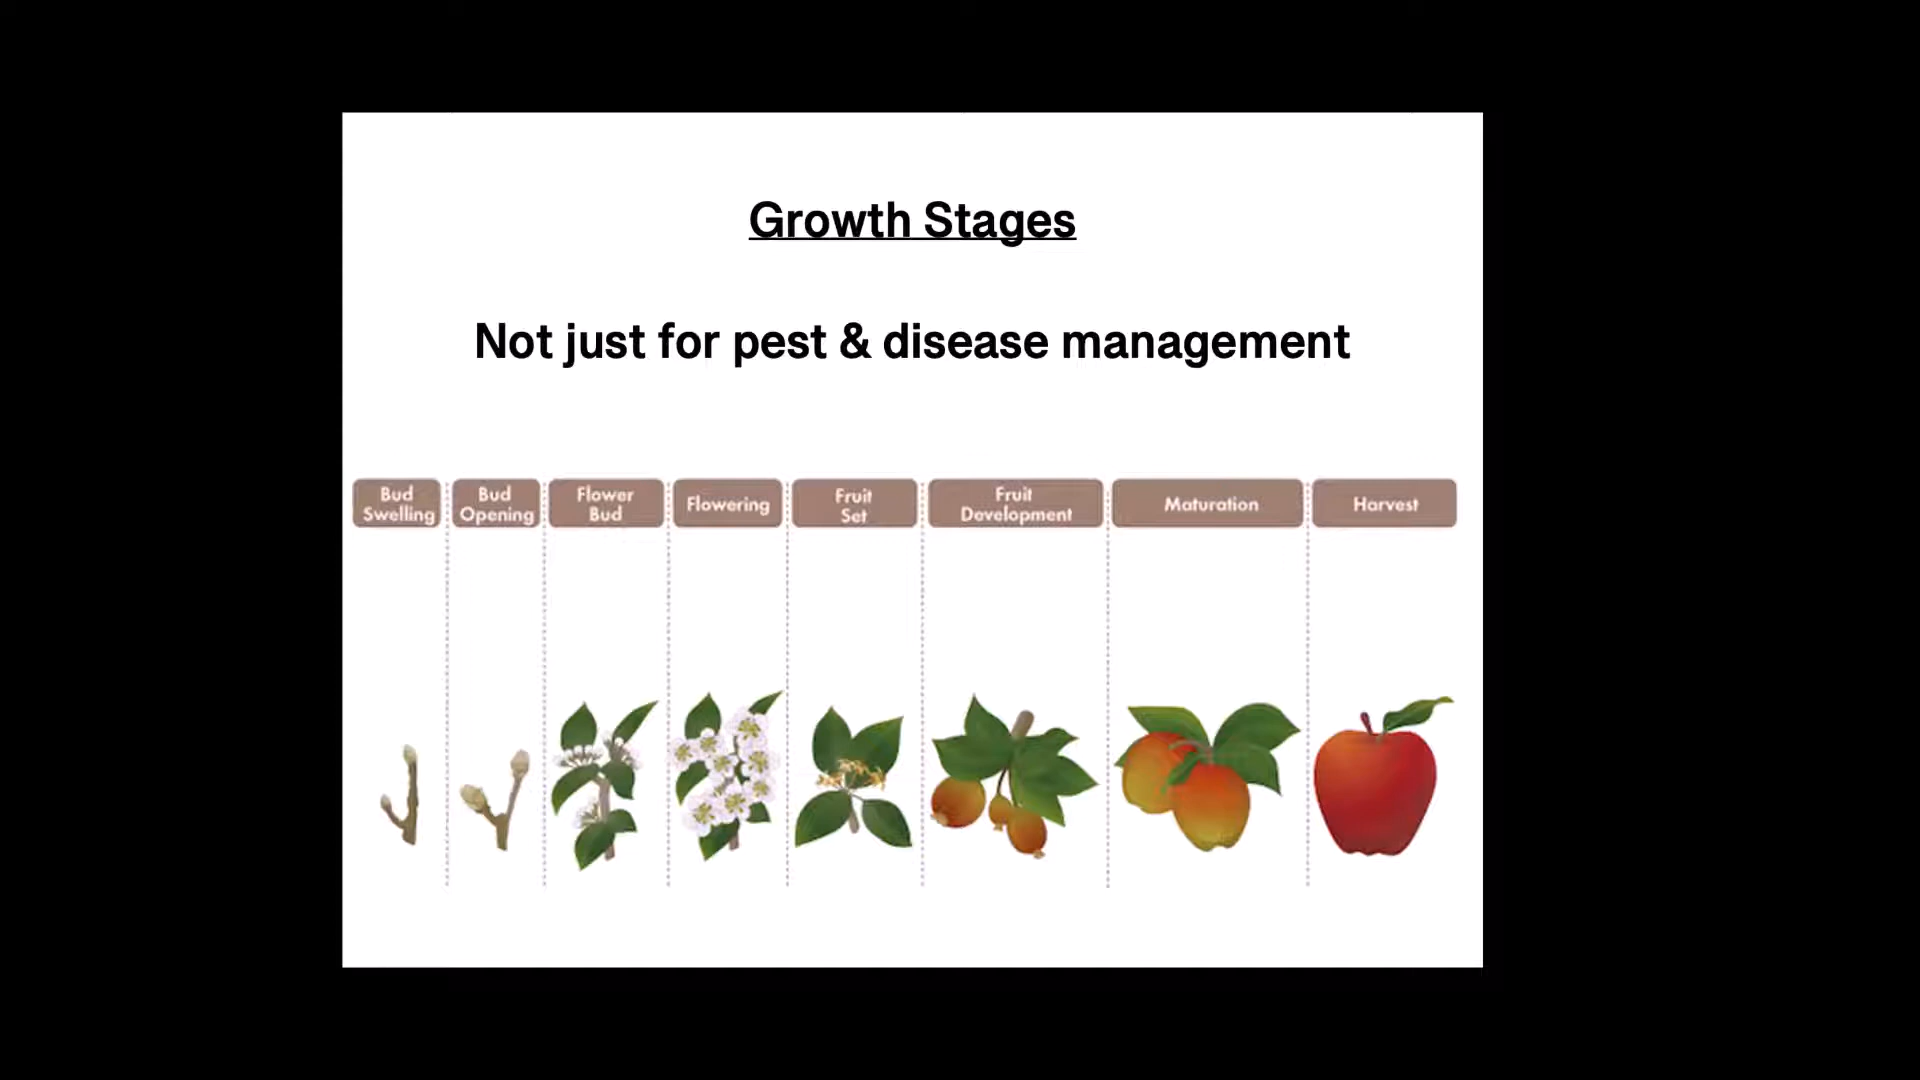 Growth Stages
Not just for pest & disease management
Bud
Swelling
Bud
Opening
Flower
Bud
Flowering
Fruit
Set
Fruit
Development
Maturation
Harvest